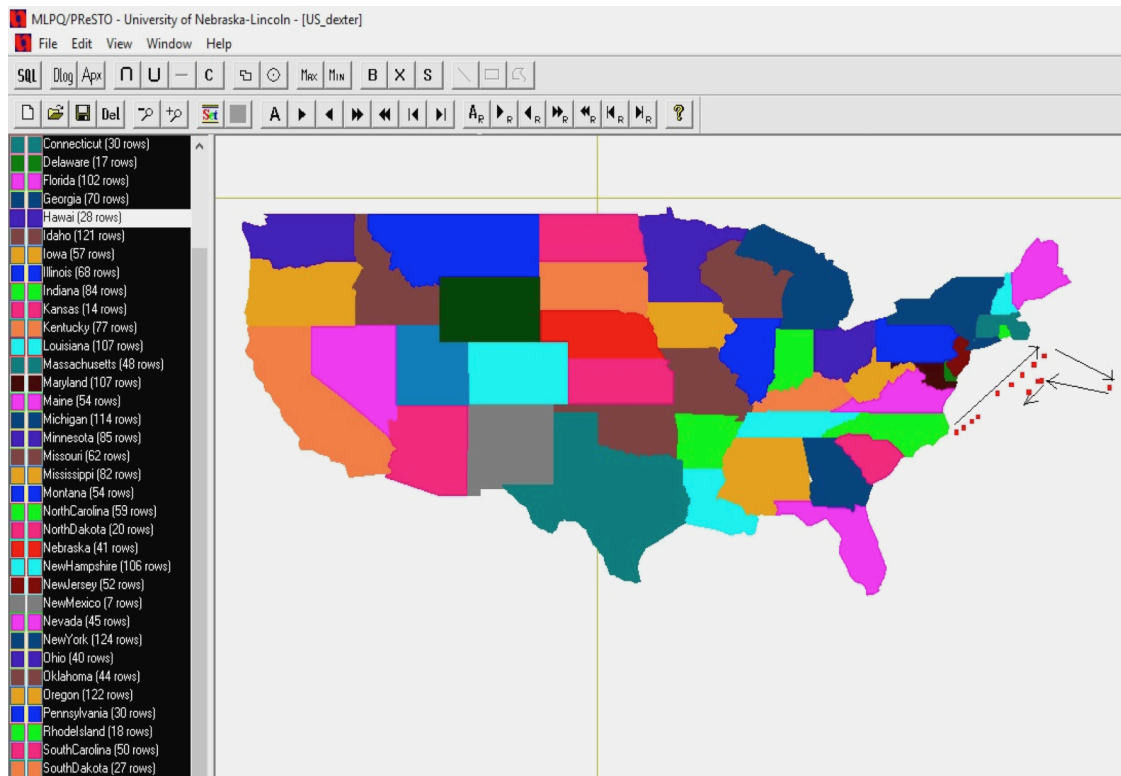 MLPQ/PReSTO - University of Nebraska-Lincoln - [US_dexter]
File Edit View Window Help
SQL Dlog Apx C Max Min B X S
Del Set A AR R R R R R R ?
Connecticut (30 rows)
Delaware (17 rows)
Florida (102 rows)
Georgia (70 rows)
Hawai (28 rows)
Idaho (121 rows)
Iowa (57 rows)
Illinois (68 rows)
Indiana (84 rows)
Kansas (14 rows)
Kentucky (77 rows)
Louisiana (107 rows)
Massachusetts (48 rows)
Maryland (107 rows)
Maine (54 rows)
Michigan (114 rows)
Minnesota (85 rows)
Missouri (62 rows)
Mississippi (82 rows)
Montana (54 rows)
NorthCarolina (59 rows)
NorthDakota (20 rows)
Nebraska (41 rows)
NewHampshire (106 rows)
NewJersey (52 rows)
NewMexico (7 rows)
Nevada (45 rows)
NewYork (124 rows)
Ohio (40 rows)
Oklahoma (44 rows)
Oregon (122 rows)
Pennsylvania (30 rows)
RhodeIsland (18 rows)
SouthCarolina (50 rows)
SouthDakota (27 rows)